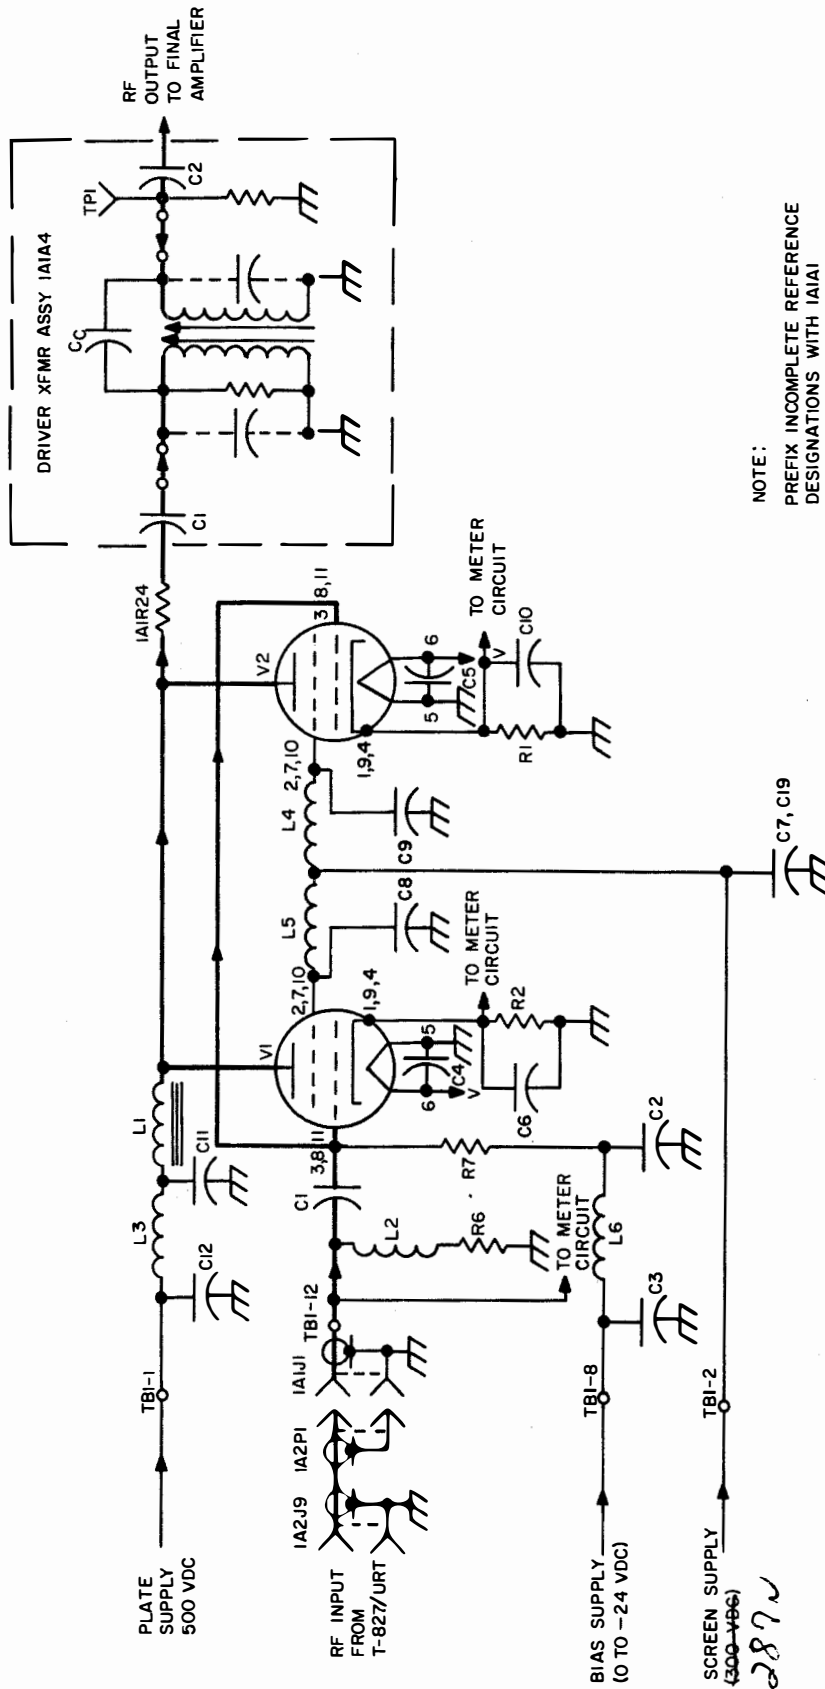 PLATE
SUPPLY
500 VDC
TB1-1
C12
L3
C11
L1
V1
V2
1A1R24
DRIVER XFMR ASSY 1A1A4
C1
CC
TP1
C2
RF
OUTPUT
TO FINAL
AMPLIFIER
RF INPUT
FROM
T-827/URT
1A2J9
1A2P1
1A1J1
TB1-12
L2
R6
TO METER
CIRCUIT
C1
3,8,11
2,7,10
1,9,4
6
5
C4
V
C6
R2
TO METER
CIRCUIT
R7
L5
C8
L4
C9
2,7,10
3
8,11
1,9,4
5
6
C5
V
R1
C10
TO METER
CIRCUIT
BIAS SUPPLY
(0 TO -24 VDC)
TB1-8
C3
L6
C2
SCREEN SUPPLY
(300 VDC)
287 V
TB1-2
C7, C19
NOTE:
PREFIX INCOMPLETE REFERENCE
DESIGNATIONS WITH 1A1A1